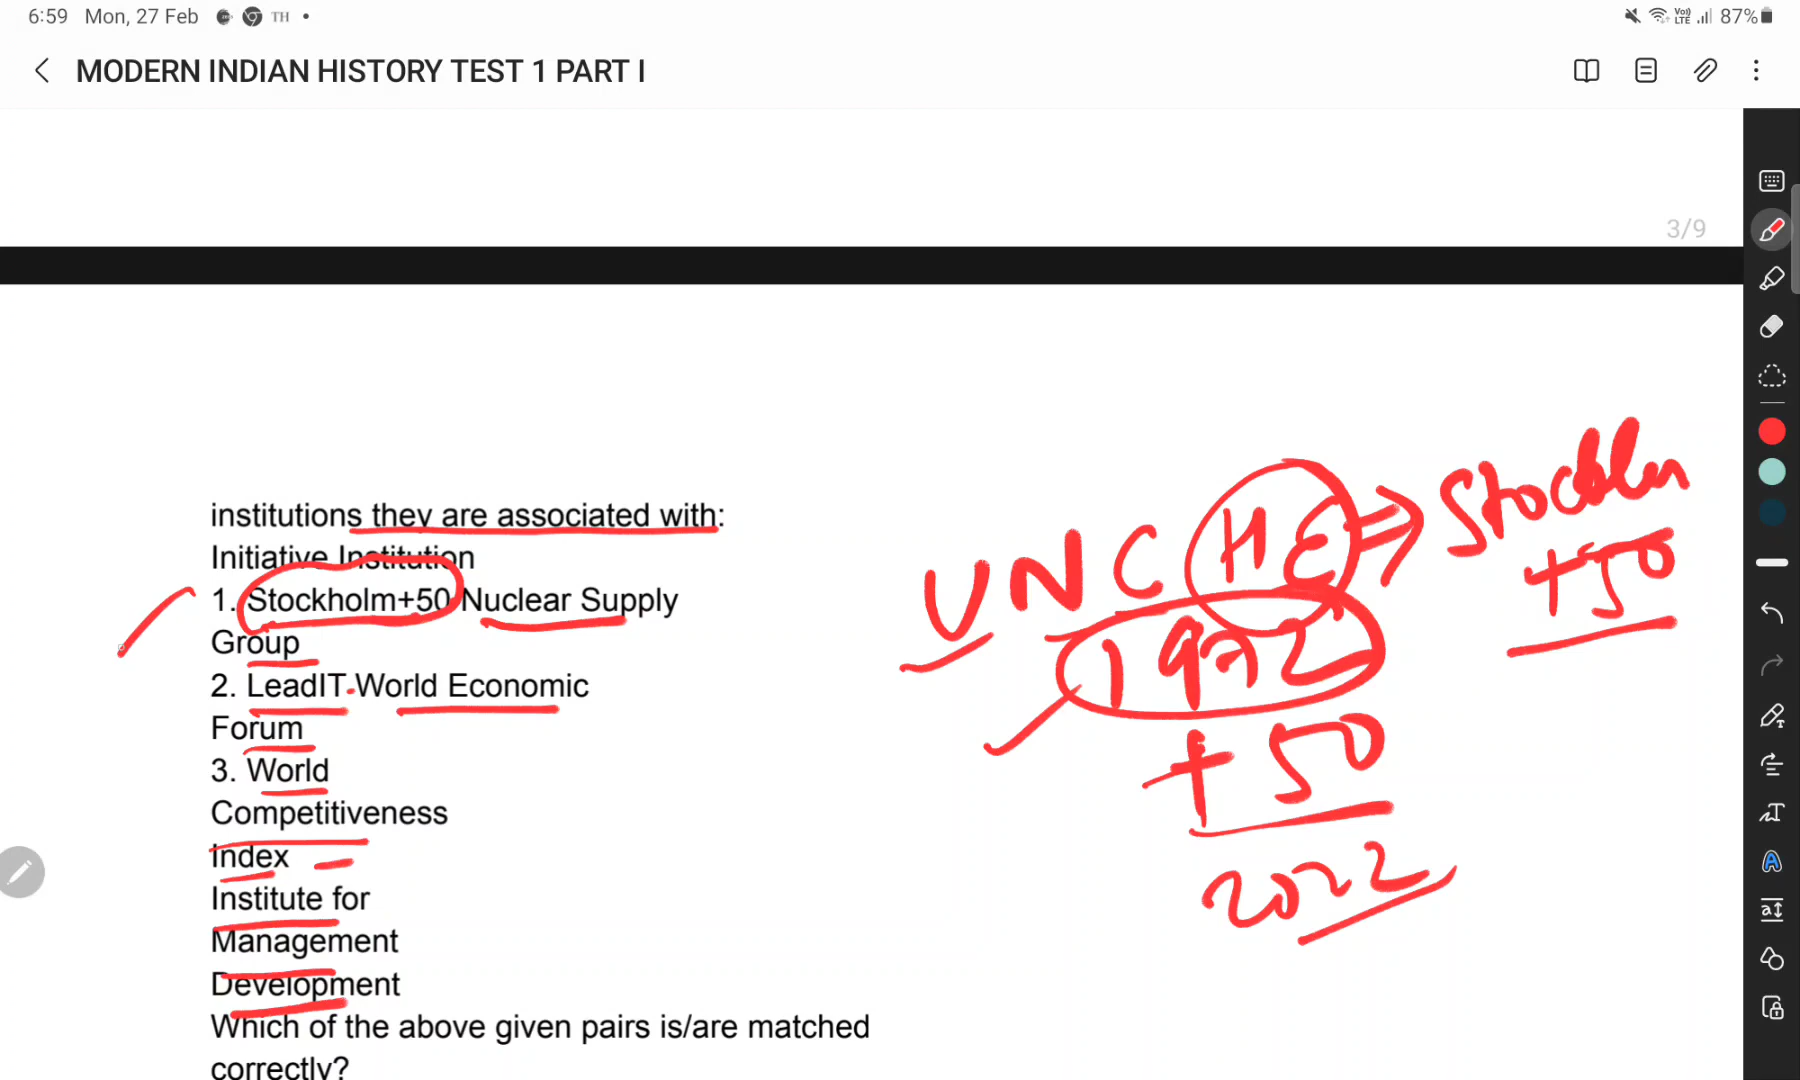 6:59 Mon, 27 Feb TH 87%
MODERN INDIAN HISTORY TEST 1 PART I
3/9
institutions they are associated with:
Initiative Institution
1. Stockholm+50 Nuclear Supply
Group
2. LeadIT World Economic
Forum
3. World
Competitiveness
Index
Institute for
Management
Development
Which of the above given pairs is/are matched
correctly?
UNCHE ⇒
+50
1972
+50
2022